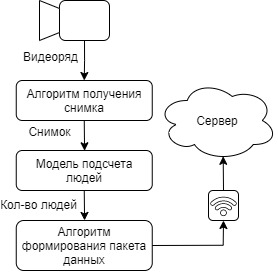 Видеоряд
Алгоритм получения
снимка
Снимок
Сервер
Модель подсчета
людей
Кол-во людей
Алгоритм
формирования пакета
данных